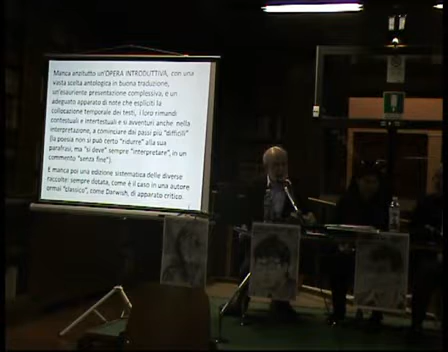 Manca anzitutto un'OPERA INTRODUTTIVA, con una
vasta scelta antologica in buona traduzione,
un'esauriente presentazione complessiva, e un
adeguato apparato di note che espliciti la
collocazione temporale dei testi, i loro rimandi
contestuali e intertestuali e si avventuri anche nella
interpretazione, a cominciare dai passi più "difficili"
(la poesia non si può certo "ridurre" alla sua
parafrasi, ma "si deve" sempre "interpretare", in un
commento "senza fine").
E manca poi una edizione sistematica delle diverse
raccolte: sempre dotata, come è il caso in una autore
ormai "classico", come Darwish, di apparato critico.